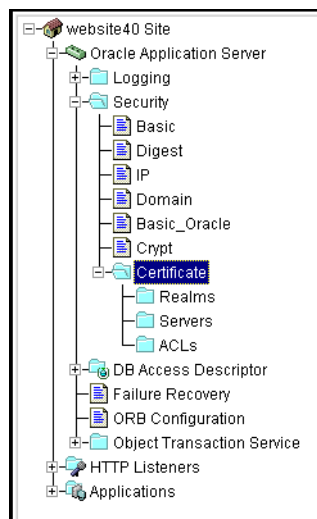 website40 Site
Oracle Application Server
Logging
Security
Basic
Digest
IP
Domain
Basic_Oracle
Crypt
Certificate
Realms
Servers
ACLs
DB Access Descriptor
Failure Recovery
ORB Configuration
Object Transaction Service
HTTP Listeners
Applications